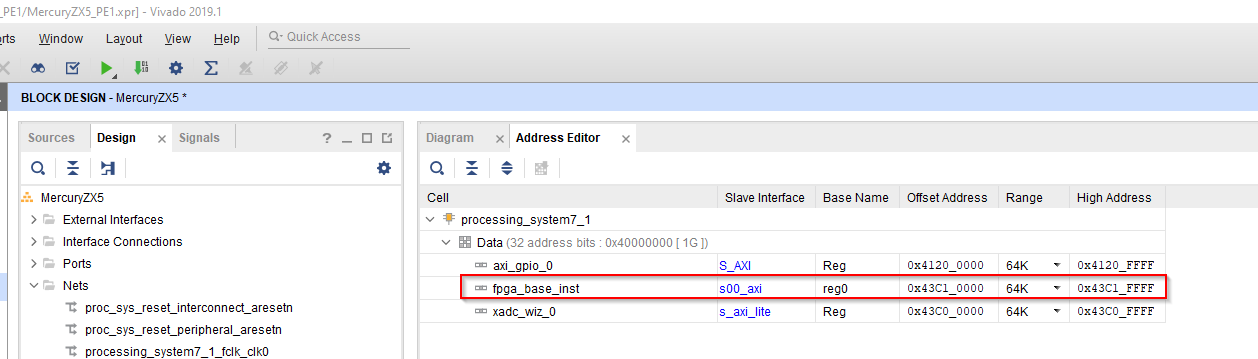 _PE1/MercuryZX5_PE1.xpr] - Vivado 2019.1
orts Window Layout View Help Quick Access
BLOCK DESIGN - MercuryZX5 *
Sources Design Signals ?
MercuryZX5
External Interfaces
Interface Connections
Ports
Nets
proc_sys_reset_interconnect_aresetn
proc_sys_reset_peripheral_aresetn
processing_system7_1_fclk_clk0
Diagram Address Editor
Cell Slave Interface Base Name Offset Address Range High Address
processing_system7_1
Data (32 address bits : 0x40000000 [ 1G ])
axi_gpio_0 S_AXI Reg 0x4120_0000 64K 0x4120_FFFF
fpga_base_inst s00_axi reg0 0x43C1_0000 64K 0x43C1_FFFF
xadc_wiz_0 s_axi_lite Reg 0x43C0_0000 64K 0x43C0_FFFF